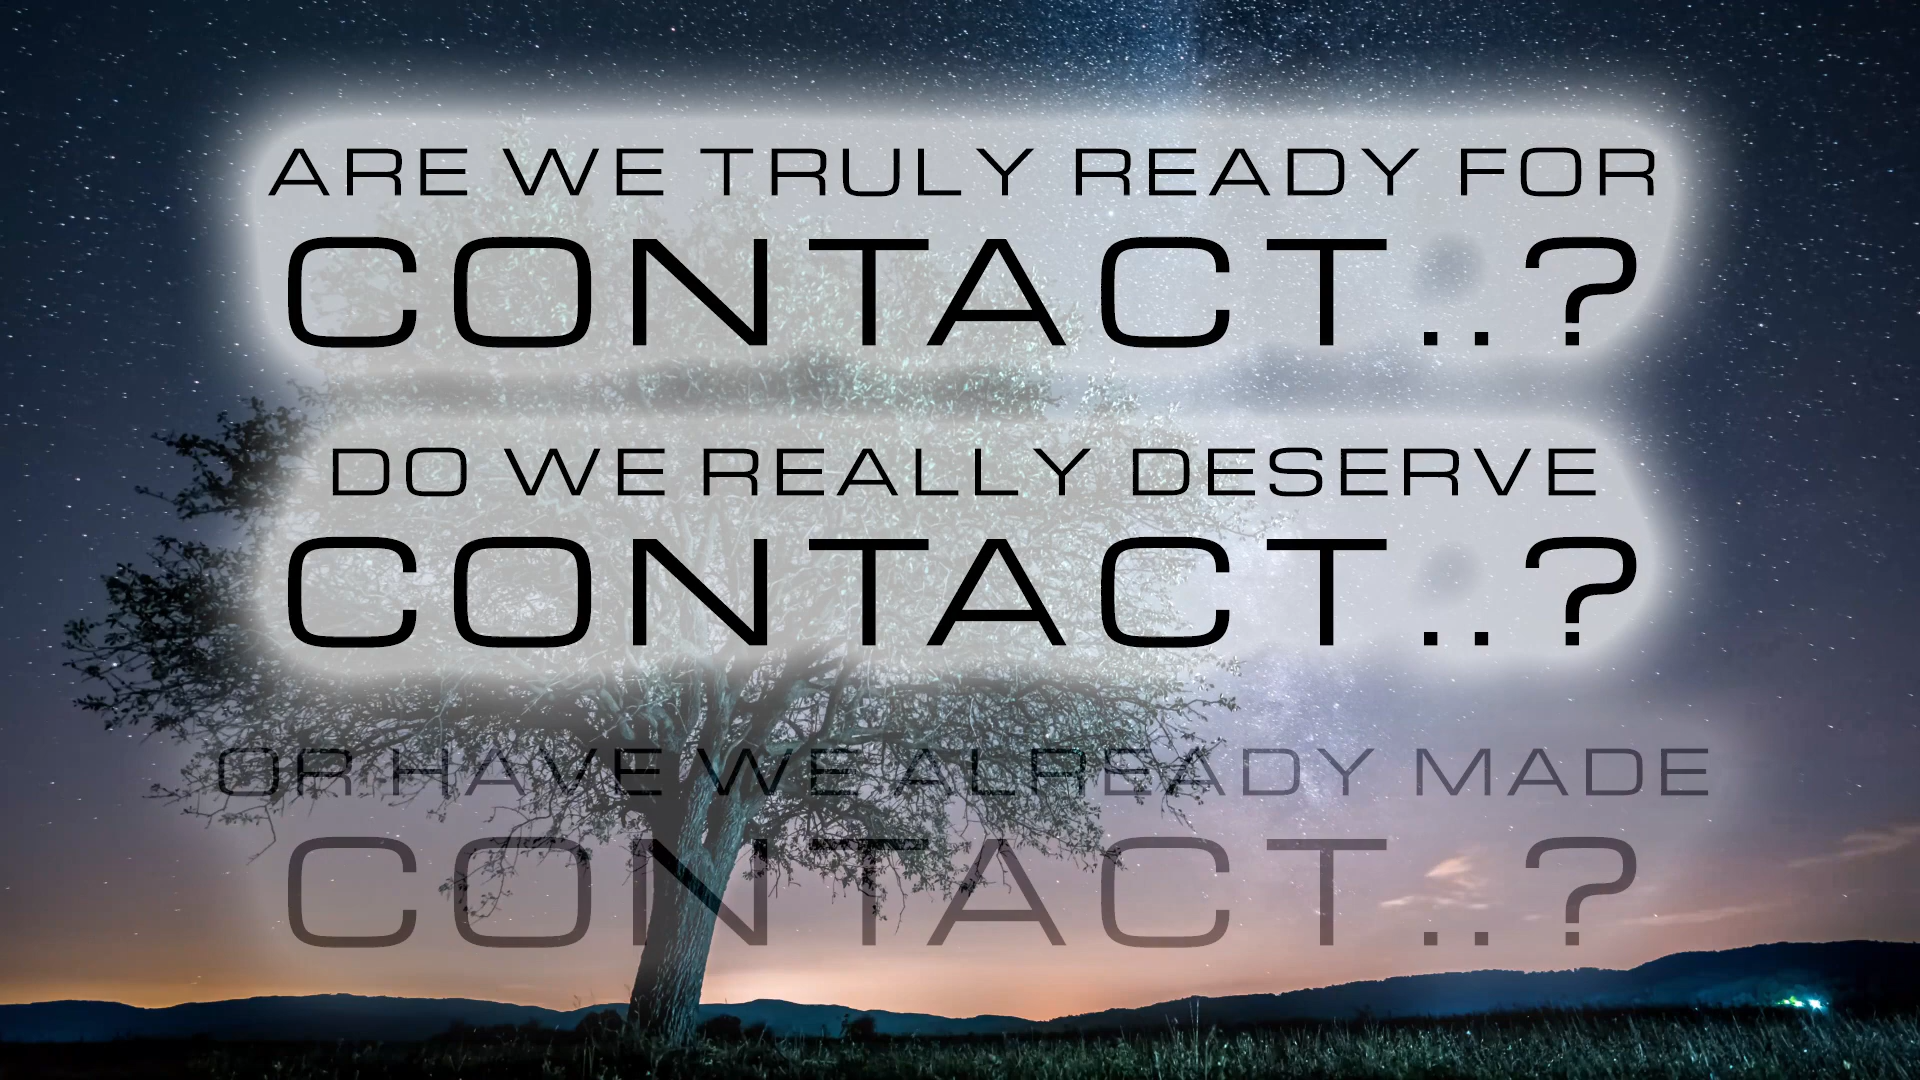 ARE WE TRULY READY FOR
CONTACT..?
DO WE REALLY DESERVE
CONTACT..?
OR HAVE WE ALREADY MADE
CONTACT..?